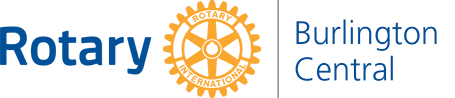 Rotary
ROTARY
INTERNATIONAL
Burlington
Central